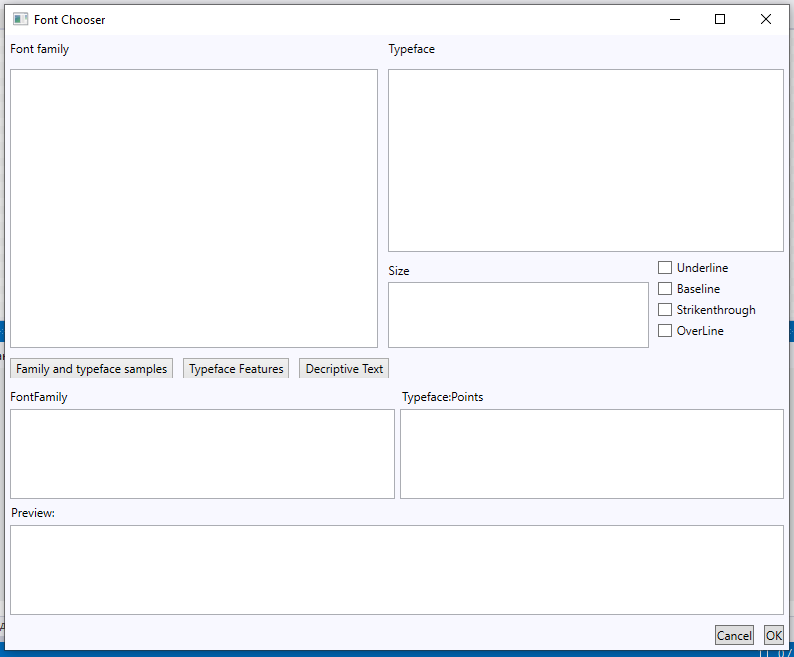 Font Chooser
Font family
Typeface
Size
Underline
Baseline
Strikenthrough
OverLine
Family and typeface samples
Typeface Features
Decriptive Text
FontFamily
Typeface:Points
Preview:
Cancel
OK